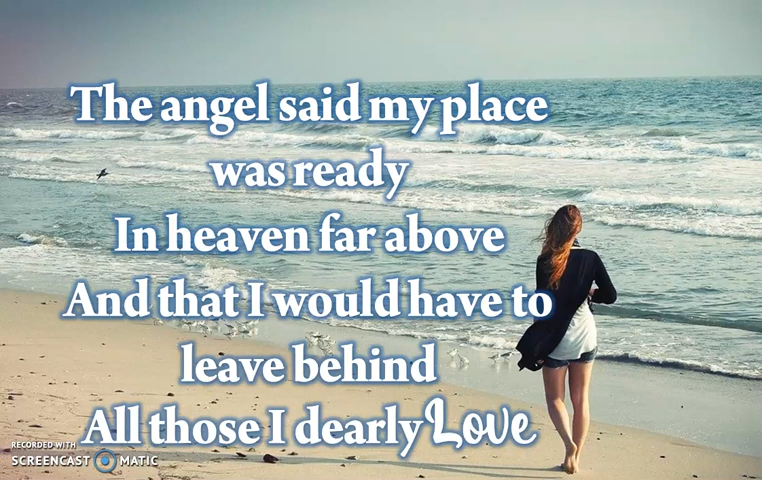 The angel said my place
was ready
In heaven far above
And that I would have to
leave behind
All those I dearly Love
RECORDED WITH
SCREENCAST MATIC